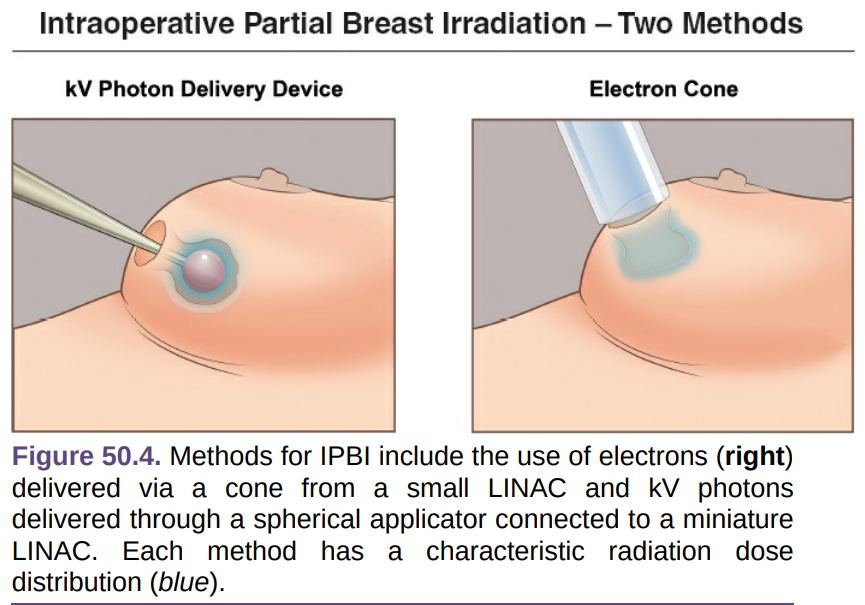 Intraoperative Partial Breast Irradiation – Two Methods
kV Photon Delivery Device
Electron Cone
Figure 50.4. Methods for IPBI include the use of electrons (right)
delivered via a cone from a small LINAC and kV photons
delivered through a spherical applicator connected to a miniature
LINAC. Each method has a characteristic radiation dose
distribution (blue).